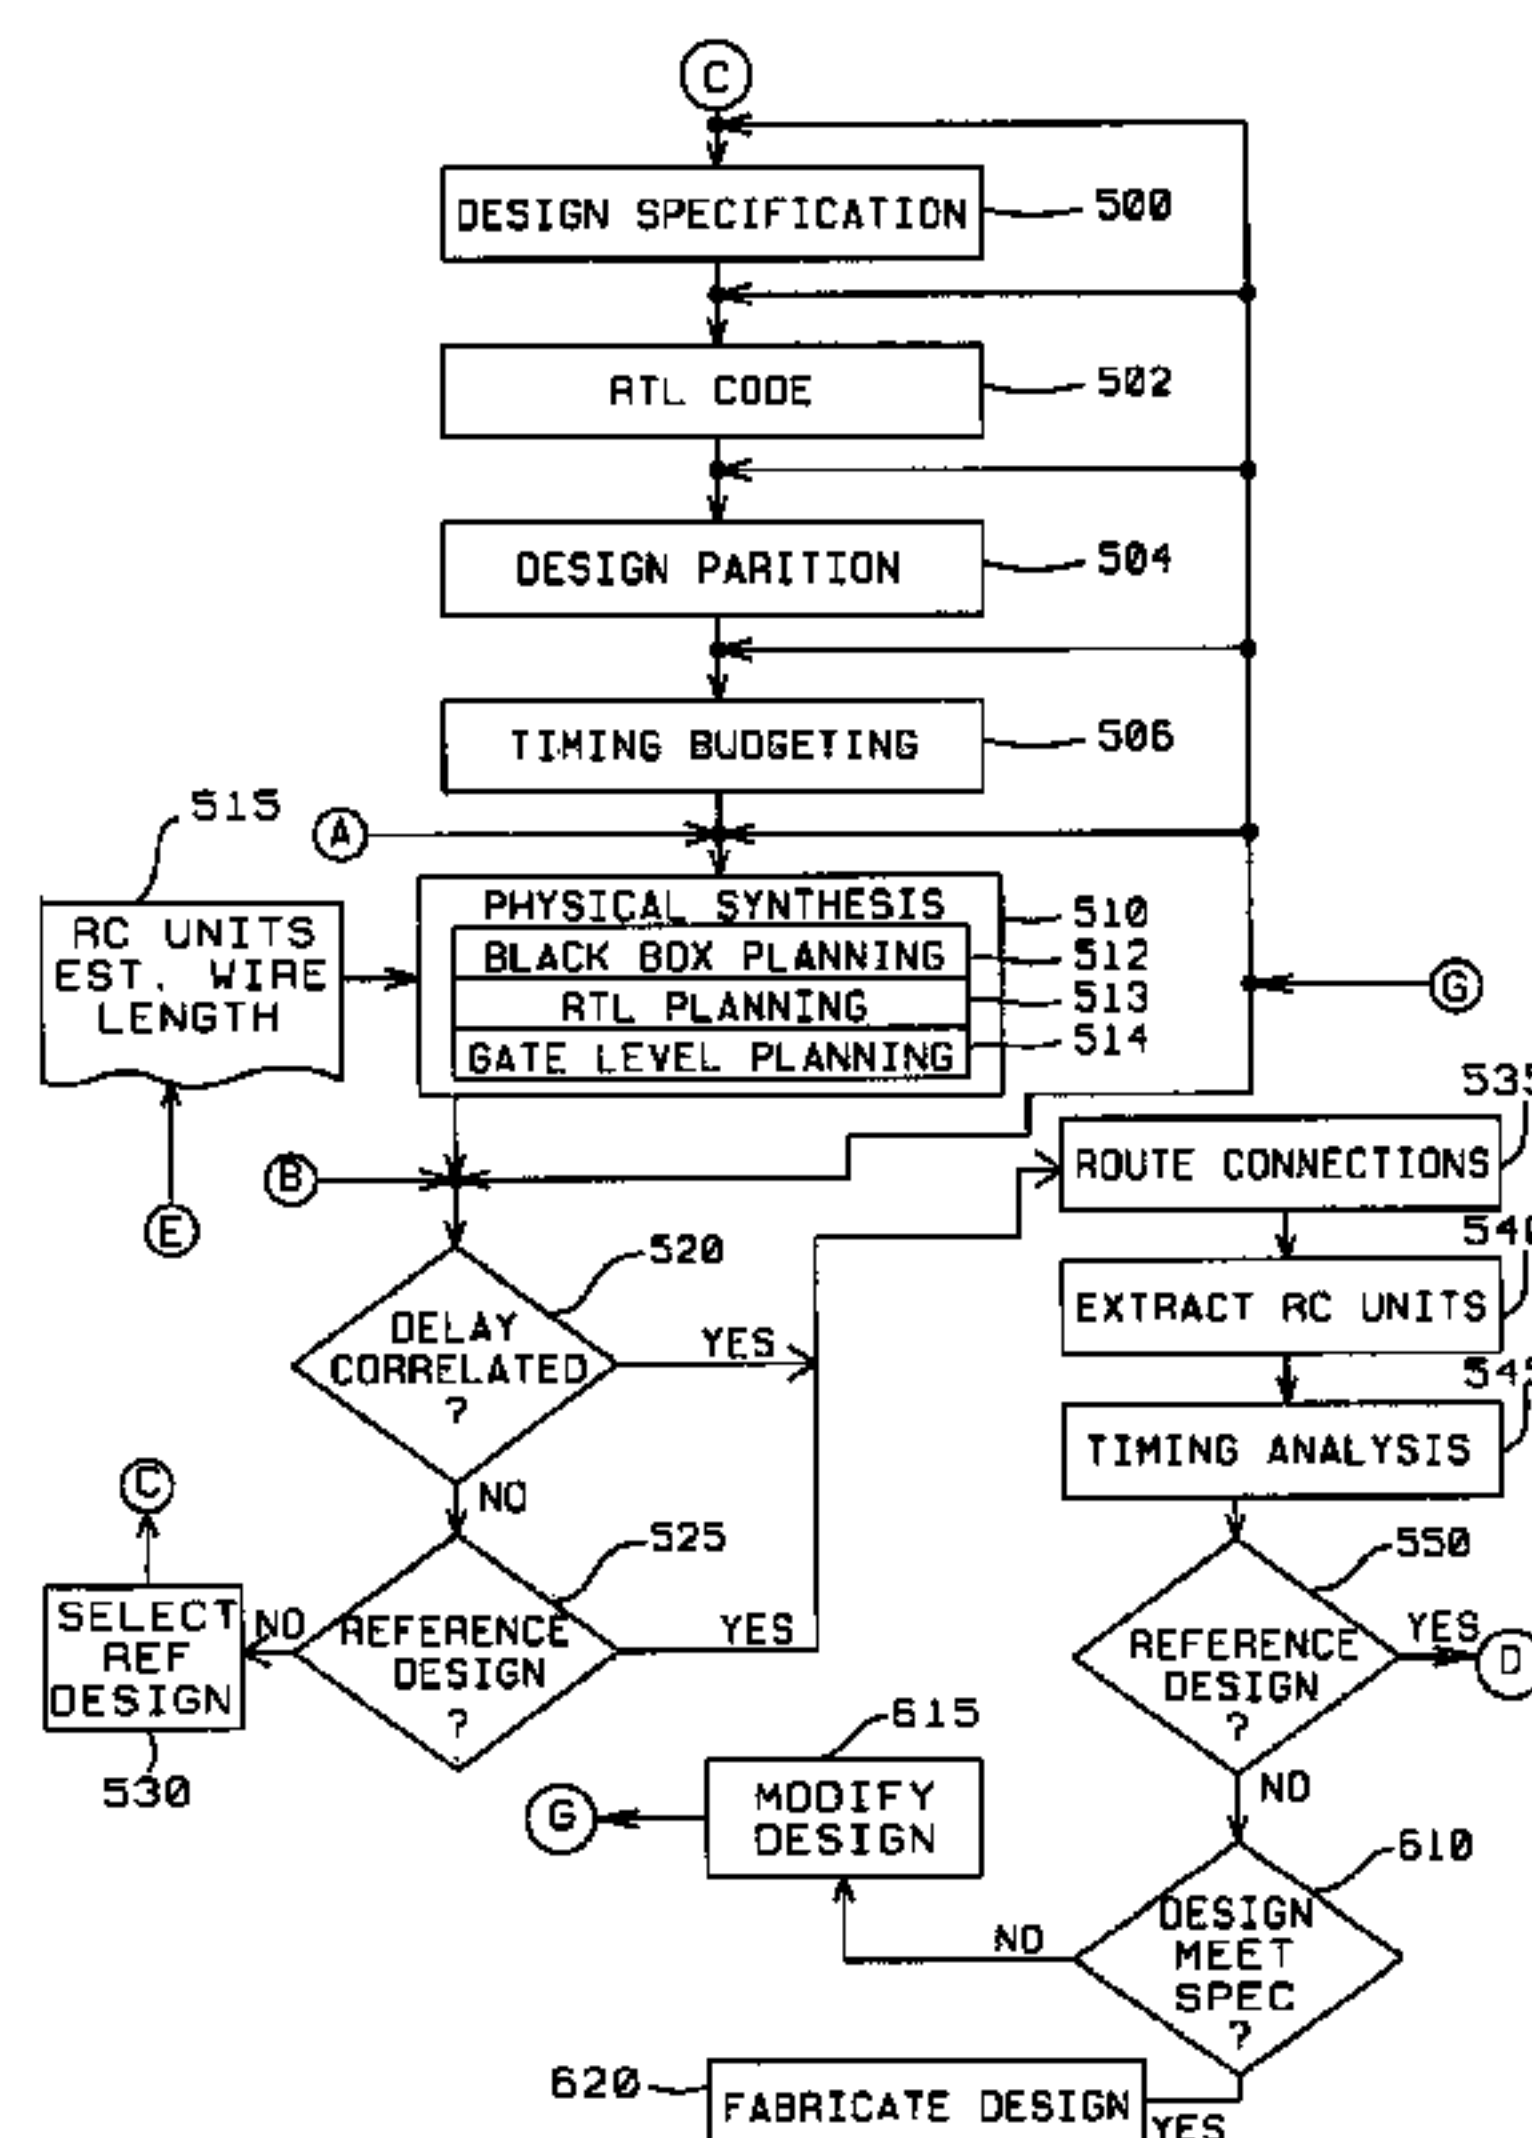 C
DESIGN SPECIFICATION
500
RTL CODE
502
DESIGN PARITION
504
TIMING BUDGETING
506
515
A
RC UNITS
EST. WIRE
LENGTH
PHYSICAL SYNTHESIS
510
BLACK BOX PLANNING
512
RTL PLANNING
513
GATE LEVEL PLANNING
514
G
E
B
535
ROUTE CONNECTIONS
540
EXTRACT RC UNITS
545
TIMING ANALYSIS
520
DELAY
CORRELATED
?
YES
NO
C
525
REFERENCE
DESIGN
?
YES
NO
SELECT
REF
DESIGN
530
550
REFERENCE
DESIGN
?
YES
D
NO
615
MODIFY
DESIGN
G
610
DESIGN
MEET
SPEC
?
NO
620
FABRICATE DESIGN
YES